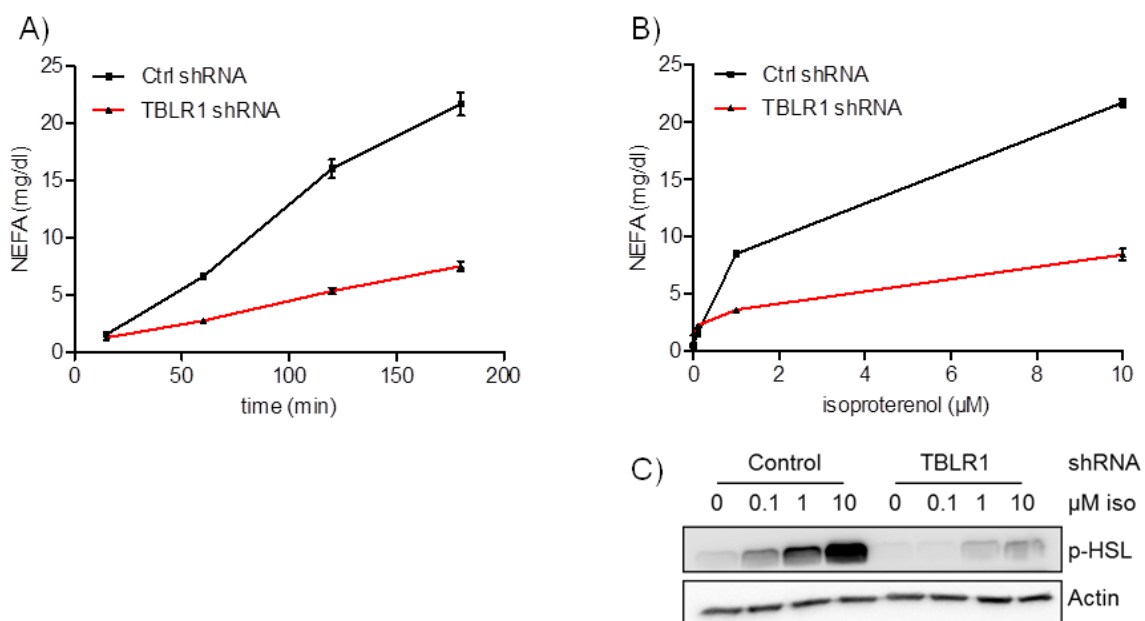 A)
Ctrl shRNA
TBLR1 shRNA
25
20
15
10
5
0
NEFA (mg/dl)
0 50 100 150 200
time (min)
B)
Ctrl shRNA
TBLR1 shRNA
25
20
15
10
5
0
NEFA (mg/dl)
0 2 4 6 8 10
isoproterenol (µM)
C)
Control TBLR1 shRNA
0 0.1 1 10 0 0.1 1 10 µM iso
p-HSL
Actin